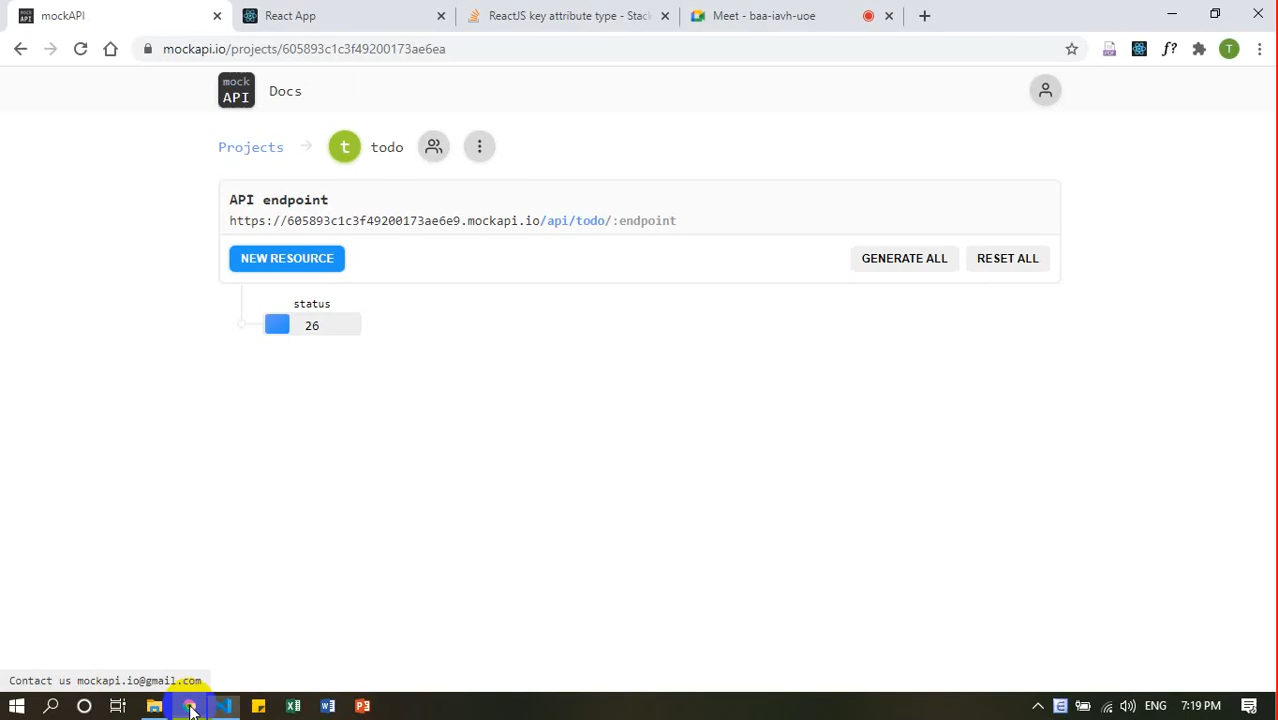 mockAPI
React App
ReactJS key attribute type - Stack
Meet - baa-iavh-uoe
mockapi.io/projects/605893c1c3f49200173ae6ea
f?
T
mock
API
Docs
Projects
t
todo
API endpoint
https://605893c1c3f49200173ae6e9.mockapi.io/api/todo/:endpoint
NEW RESOURCE
GENERATE ALL
RESET ALL
status
26
Contact us mockapi.io@gmail.com
ENG
7:19 PM